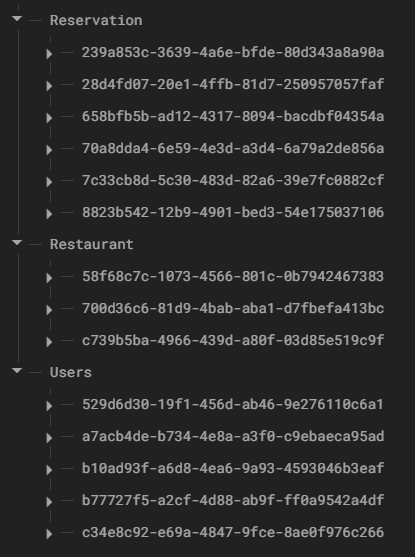 Reservation
239a853c-3639-4a6e-bfde-80d343a8a90a
28d4fd07-20e1-4ffb-81d7-250957057faf
658bfb5b-ad12-4317-8094-bacdbf04354a
70a8dda4-6e59-4e3d-a3d4-6a79a2de856a
7c33cb8d-5c30-483d-82a6-39e7fc0882cf
8823b542-12b9-4901-bed3-54e175037106
Restaurant
58f68c7c-1073-4566-801c-0b7942467383
700d36c6-81d9-4bab-aba1-d7fbefa413bc
c739b5ba-4966-439d-a80f-03d85e519c9f
Users
529d6d30-19f1-456d-ab46-9e276110c6a1
a7acb4de-b734-4e8a-a3f0-c9ebaeca95ad
b10ad93f-a6d8-4ea6-9a93-4593046b3eaf
b77727f5-a2cf-4d88-ab9f-ff0a9542a4df
c34e8c92-e69a-4847-9fce-8ae0f976c266